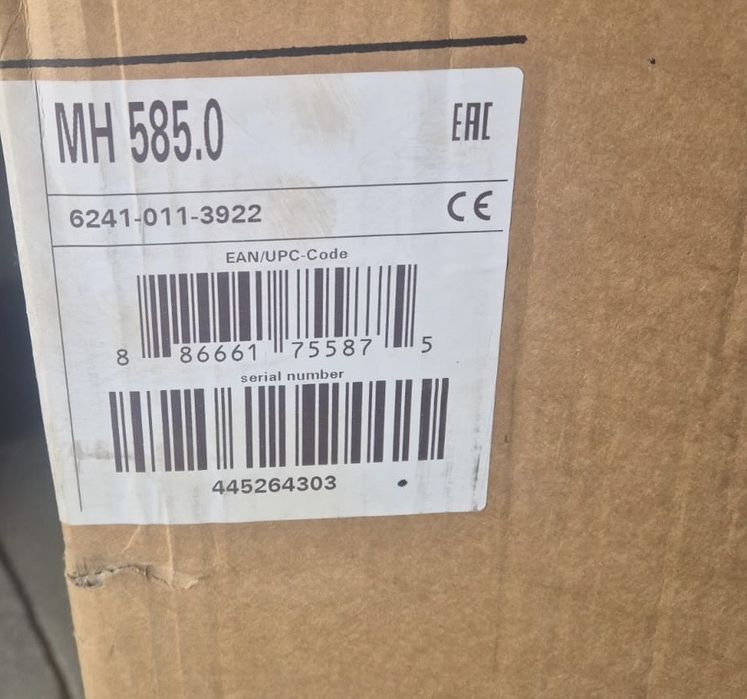 MH 585.0
EAC
6241-011-3922
CE
EAN/UPC-Code
8 86661 75587 5
serial number
445264303